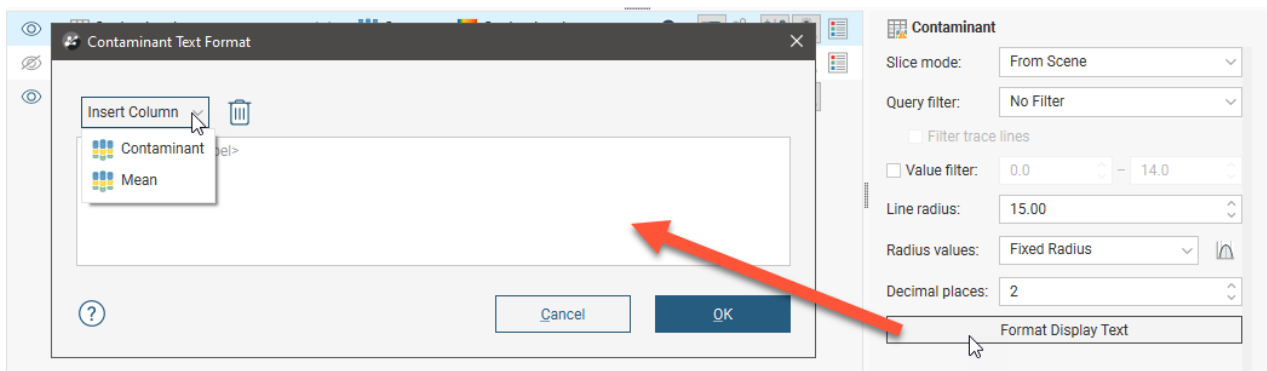 Contaminant Text Format
Insert Column
Contaminant
Mean
Cancel
OK
?
Contaminant
Slice mode: From Scene
Query filter: No Filter
Filter trace lines
Value filter: 0.0 – 14.0
Line radius: 15.00
Radius values: Fixed Radius
Decimal places: 2
Format Display Text